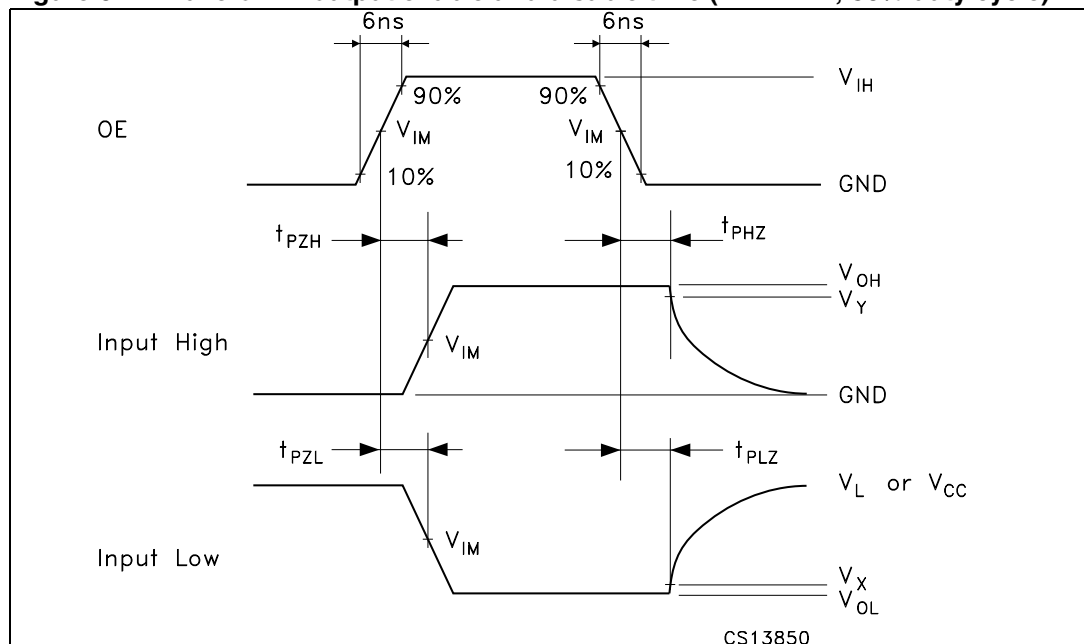 6ns 6ns
V_IH
90% 90%
OE V_IM V_IM
10% 10%
GND
t_PZH t_PHZ
V_OH
V_Y
Input High V_IM
GND
t_PZL t_PLZ
V_L or V_CC
V_IM
Input Low
V_X
V_OL
CS13850